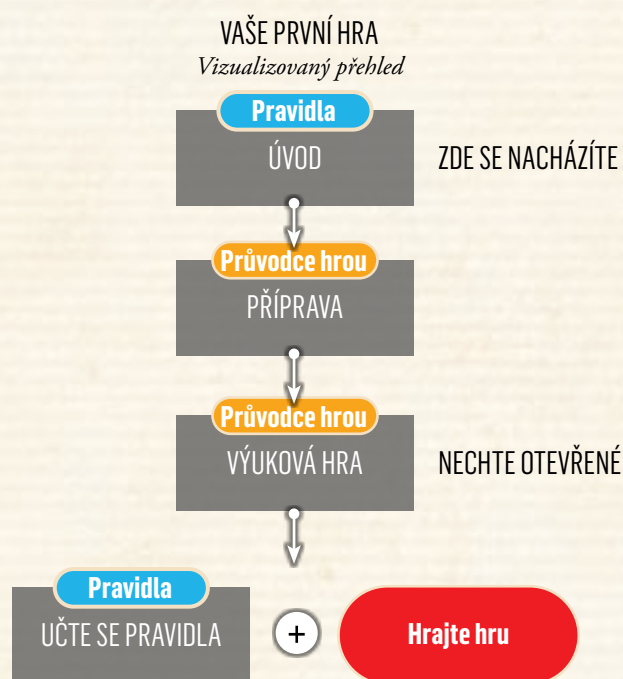 VAŠE PRVNÍ HRA
Vizualizovaný přehled
Pravidla
ÚVOD
ZDE SE NACHÁZÍTE
Průvodce hrou
PŘÍPRAVA
Průvodce hrou
VÝUKOVÁ HRA
NECHTE OTEVŘENÉ
Pravidla
UČTE SE PRAVIDLA
+
Hrajte hru